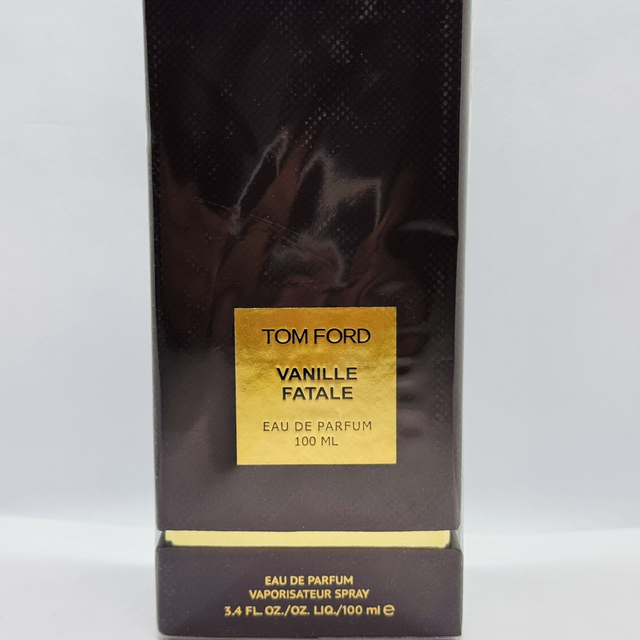 TOM FORD
VANILLE
FATALE
EAU DE PARFUM
100 ML
EAU DE PARFUM
VAPORISATEUR SPRAY
3.4 FL. OZ./OZ. LIQ./100 ml ℮